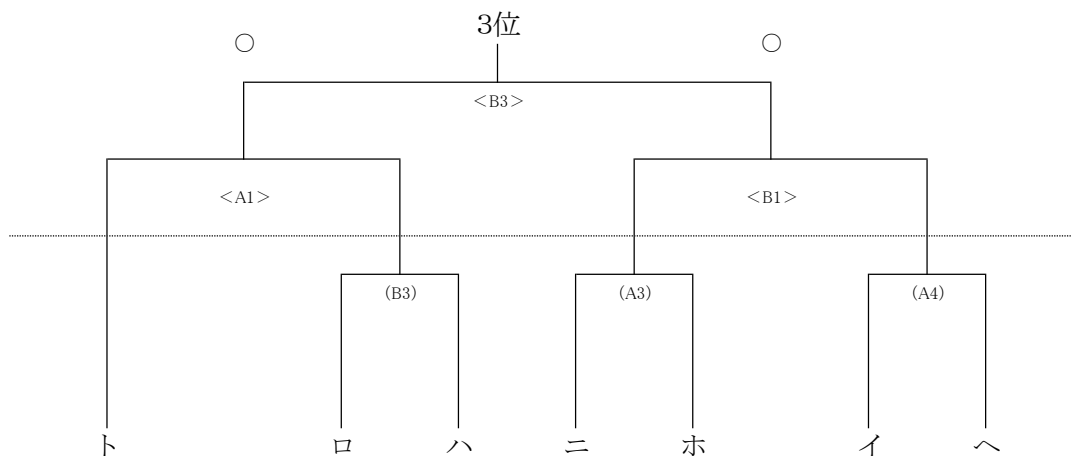 3位
○ ○
<B3>
<A1> <B1>
(B3) (A3) (A4)
ト ロ ハ ニ ホ イ ヘ